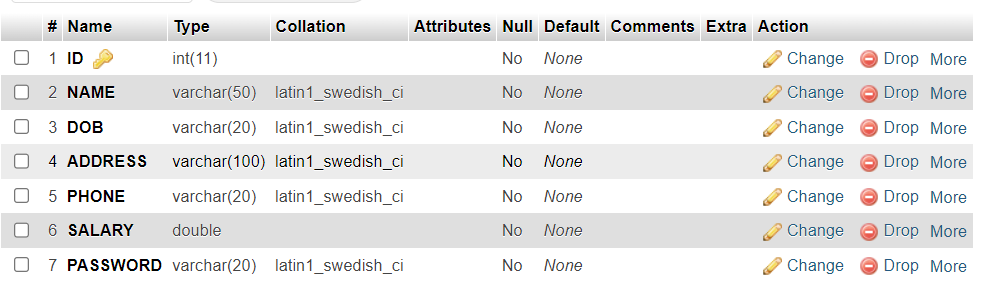 # Name Type Collation Attributes Null Default Comments Extra Action
1 ID int(11) No None Change Drop More
2 NAME varchar(50) latin1_swedish_ci No None Change Drop More
3 DOB varchar(20) latin1_swedish_ci No None Change Drop More
4 ADDRESS varchar(100) latin1_swedish_ci No None Change Drop More
5 PHONE varchar(20) latin1_swedish_ci No None Change Drop More
6 SALARY double No None Change Drop More
7 PASSWORD varchar(20) latin1_swedish_ci No None Change Drop More